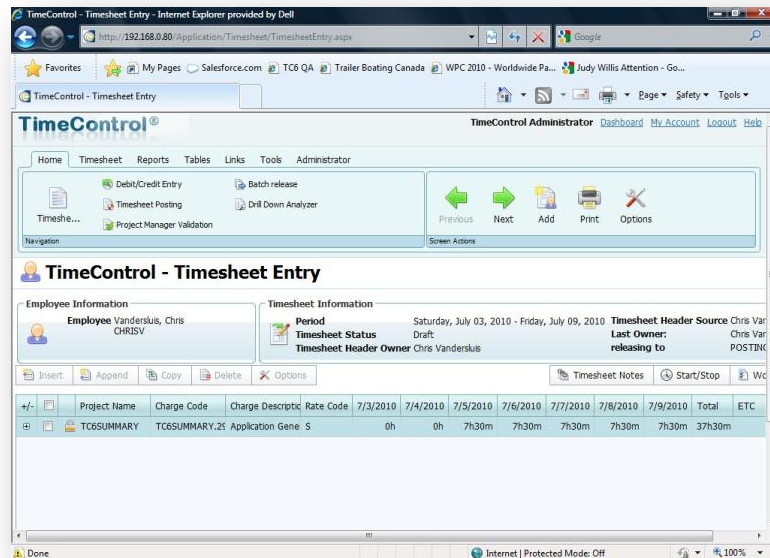 TimeControl - Timesheet Entry - Internet Explorer provided by Dell
http://192.168.0.80/Application/Timesheet/TimesheetEntry.aspx
Google
Favorites My Pages Salesforce.com TC6 QA Trailer Boating Canada WPC 2010 - Worldwide Pa... Judy Willis Attention - Go...
TimeControl - Timesheet Entry
Page Safety Tools
TimeControl®
TimeControl Administrator Dashboard My Account Logout Help
Home Timesheet Reports Tables Links Tools Administrator
Debit/Credit Entry Batch release
Timesheet Posting Drill Down Analyzer
Project Manager Validation
Timeshe...
Previous Next Add Print Options
Navigation
Screen Actions
TimeControl - Timesheet Entry
Employee Information
Employee Vandersluis, Chris
CHRISV
Timesheet Information
Period Saturday, July 03, 2010 - Friday, July 09, 2010 Timesheet Header Source Chris Var
Timesheet Status Draft Last Owner: Chris Var
Timesheet Header Owner Chris Vandersluis releasing to POSTING
Insert Append Copy Delete Options
Timesheet Notes Start/Stop Wo
+/- Project Name Charge Code Charge Descriptic Rate Code 7/3/2010 7/4/2010 7/5/2010 7/6/2010 7/7/2010 7/8/2010 7/9/2010 Total ETC
TC6SUMMARY TC6SUMMARY.29 Application Gene S 0h 0h 7h30m 7h30m 7h30m 7h30m 7h30m 37h30m
Done
Internet | Protected Mode: Off
100%